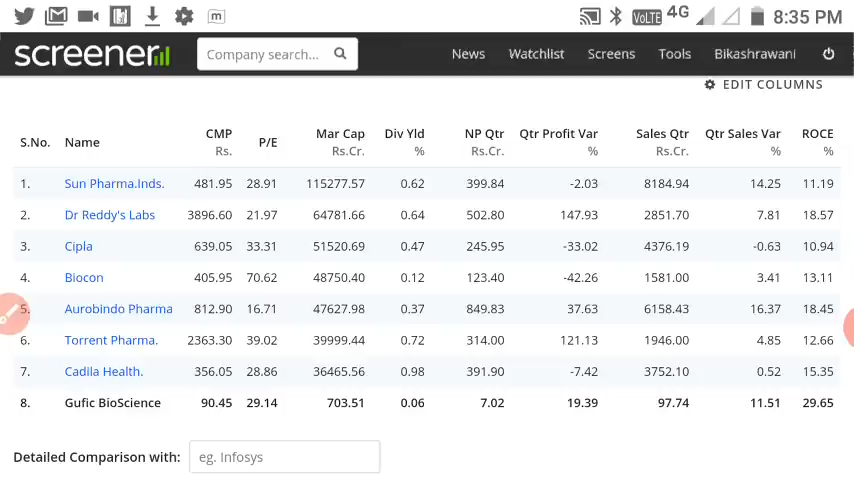 m VoLTE 4G 8:35 PM
screener Company search... News Watchlist Screens Tools Bikashrawani
EDIT COLUMNS
S.No. Name CMP Rs. P/E Mar Cap Rs.Cr. Div Yld % NP Qtr Rs.Cr. Qtr Profit Var % Sales Qtr Rs.Cr. Qtr Sales Var % ROCE %
1. Sun Pharma.Inds. 481.95 28.91 115277.57 0.62 399.84 -2.03 8184.94 14.25 11.19
2. Dr Reddy's Labs 3896.60 21.97 64781.66 0.64 502.80 147.93 2851.70 7.81 18.57
3. Cipla 639.05 33.31 51520.69 0.47 245.95 -33.02 4376.19 -0.63 10.94
4. Biocon 405.95 70.62 48750.40 0.12 123.40 -42.26 1581.00 3.41 13.11
5. Aurobindo Pharma 812.90 16.71 47627.98 0.37 849.83 37.63 6158.43 16.37 18.45
6. Torrent Pharma. 2363.30 39.02 39999.44 0.72 314.00 121.13 1946.00 4.85 12.66
7. Cadila Health. 356.05 28.86 36465.56 0.98 391.90 -7.42 3752.10 0.52 15.35
8. Gufic BioScience 90.45 29.14 703.51 0.06 7.02 19.39 97.74 11.51 29.65
Detailed Comparison with: eg. Infosys